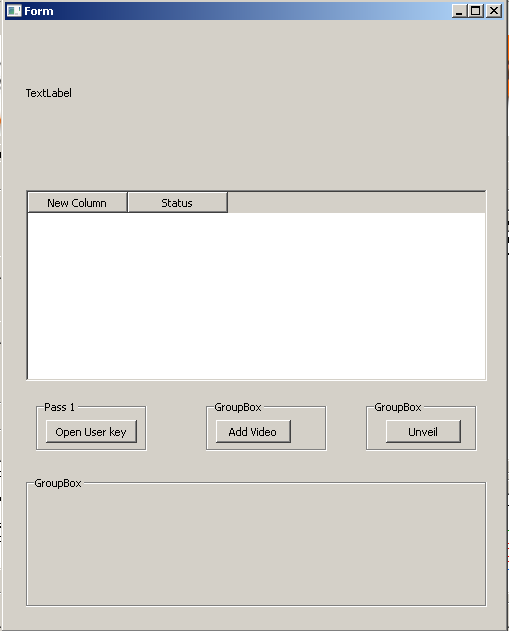 Form
TextLabel
New Column Status
Pass 1 GroupBox GroupBox
Open User key Add Video Unveil
GroupBox